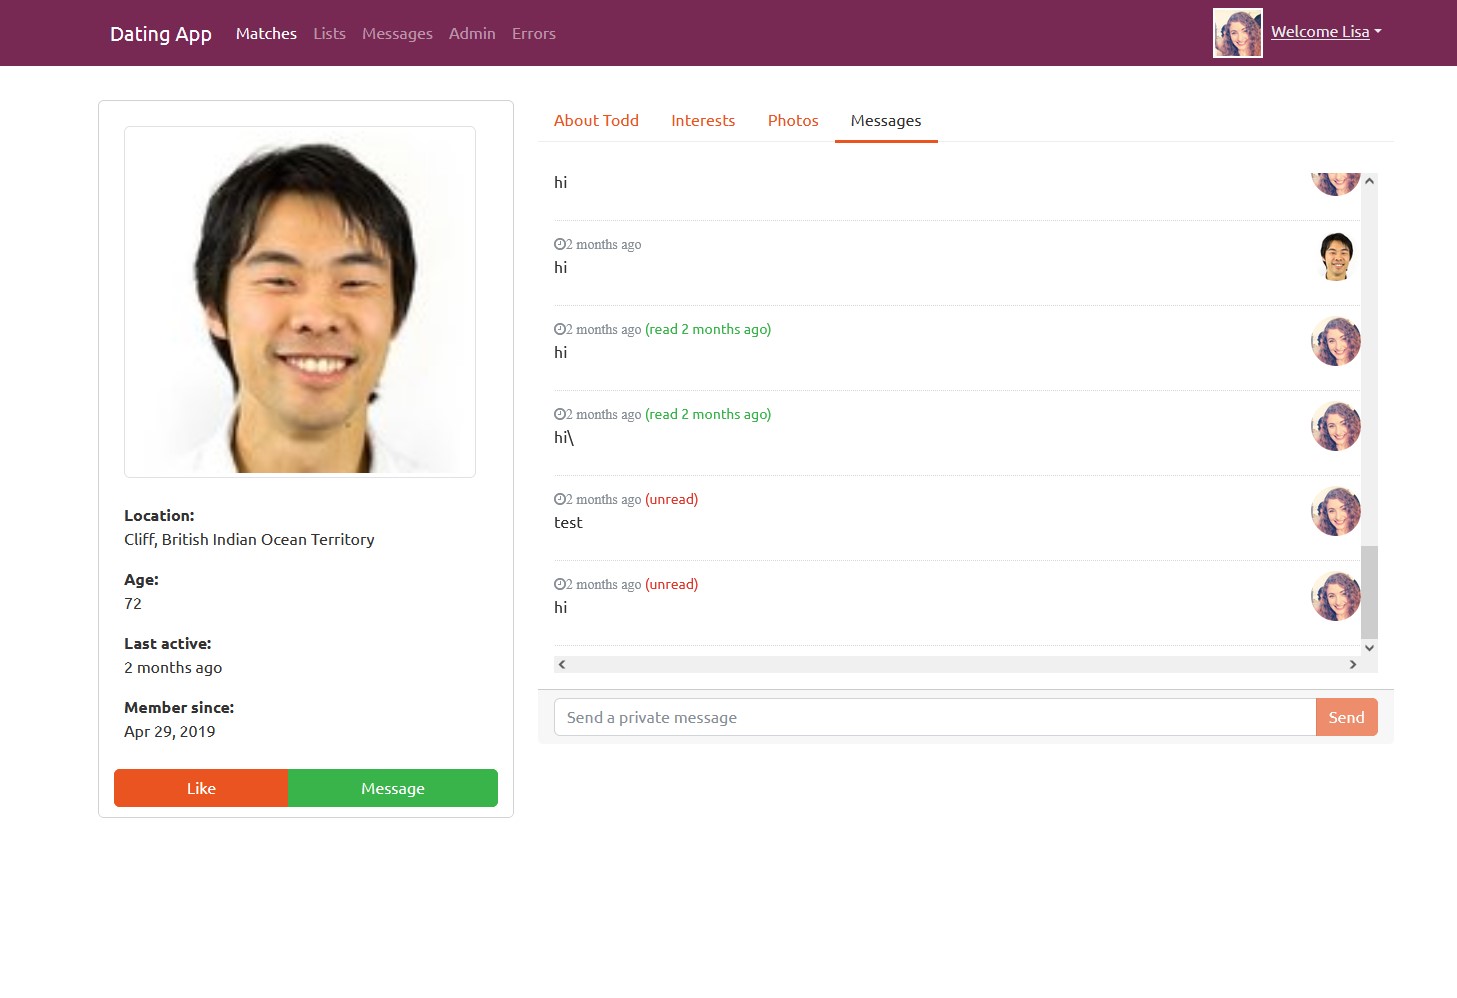 Dating App Matches Lists Messages Admin Errors Welcome Lisa
Location:
Cliff, British Indian Ocean Territory
Age:
72
Last active:
2 months ago
Member since:
Apr 29, 2019
Like Message
About Todd Interests Photos Messages
hi
2 months ago
hi
2 months ago (read 2 months ago)
hi
2 months ago (read 2 months ago)
hi\
2 months ago (unread)
test
2 months ago (unread)
hi
Send a private message Send